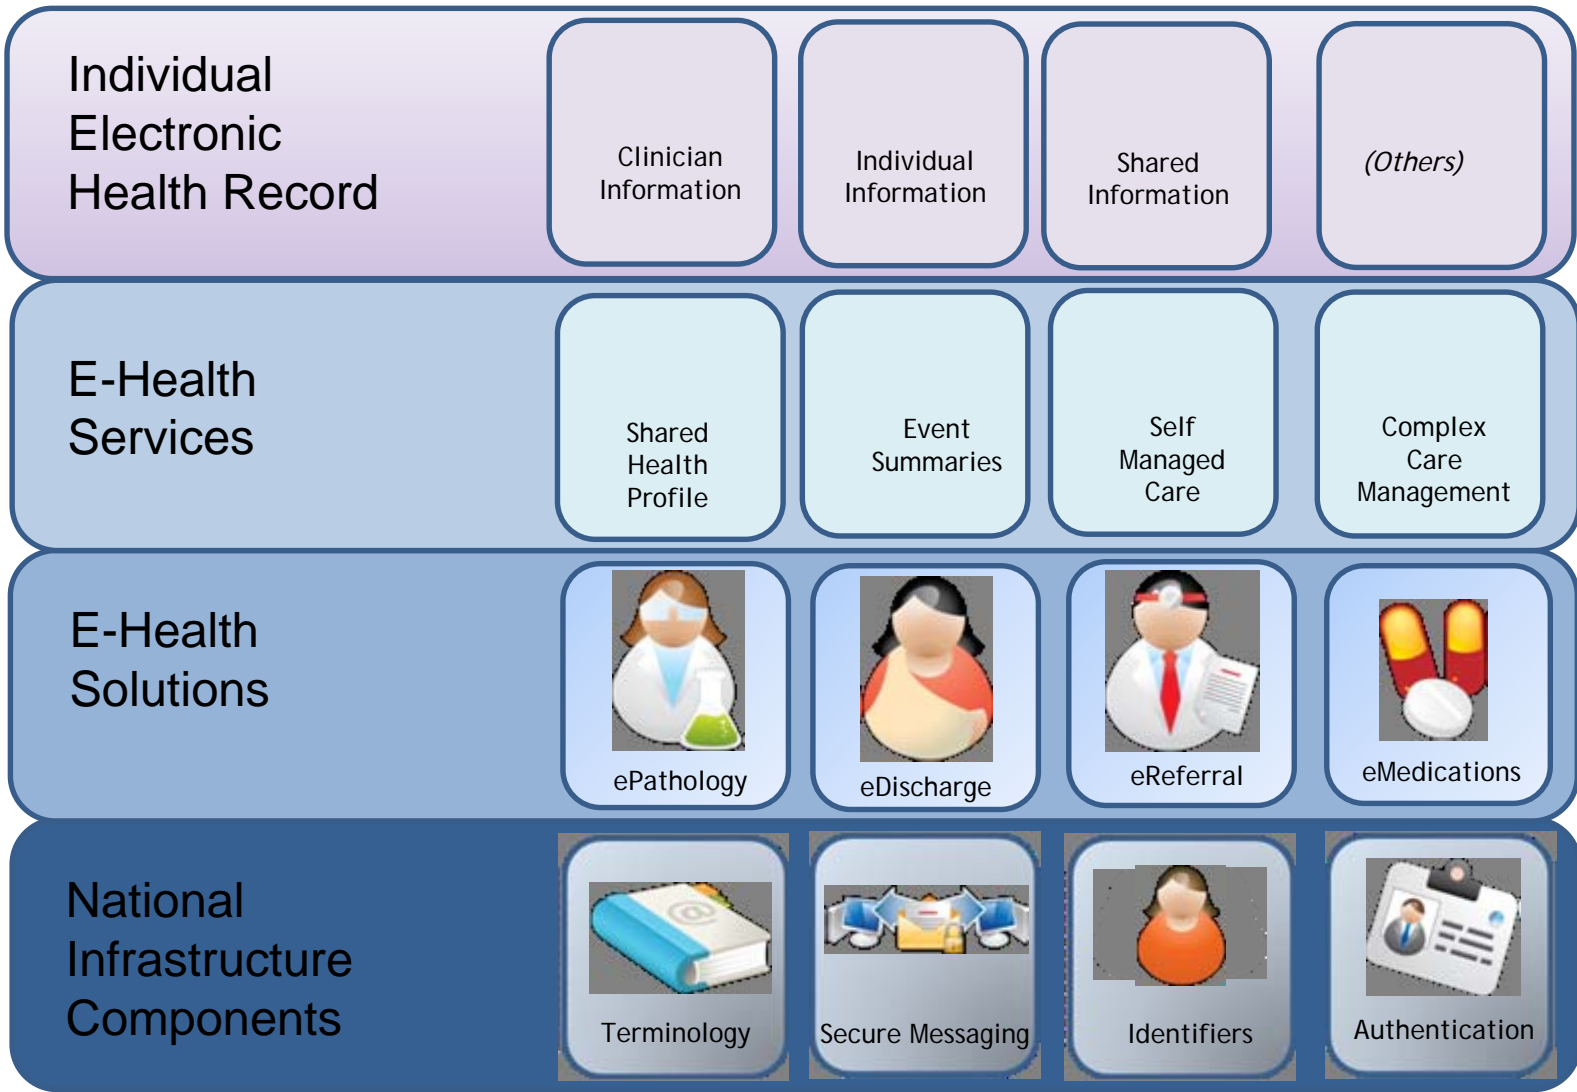 Individual
Electronic
Health Record
Clinician
Information
Individual
Information
Shared
Information
(Others)
E-Health
Services
Shared
Health
Profile
Event
Summaries
Self
Managed
Care
Complex
Care
Management
E-Health
Solutions
ePathology
eDischarge
eReferral
eMedications
National
Infrastructure
Components
@
Terminology
Secure Messaging
Identifiers
Authentication